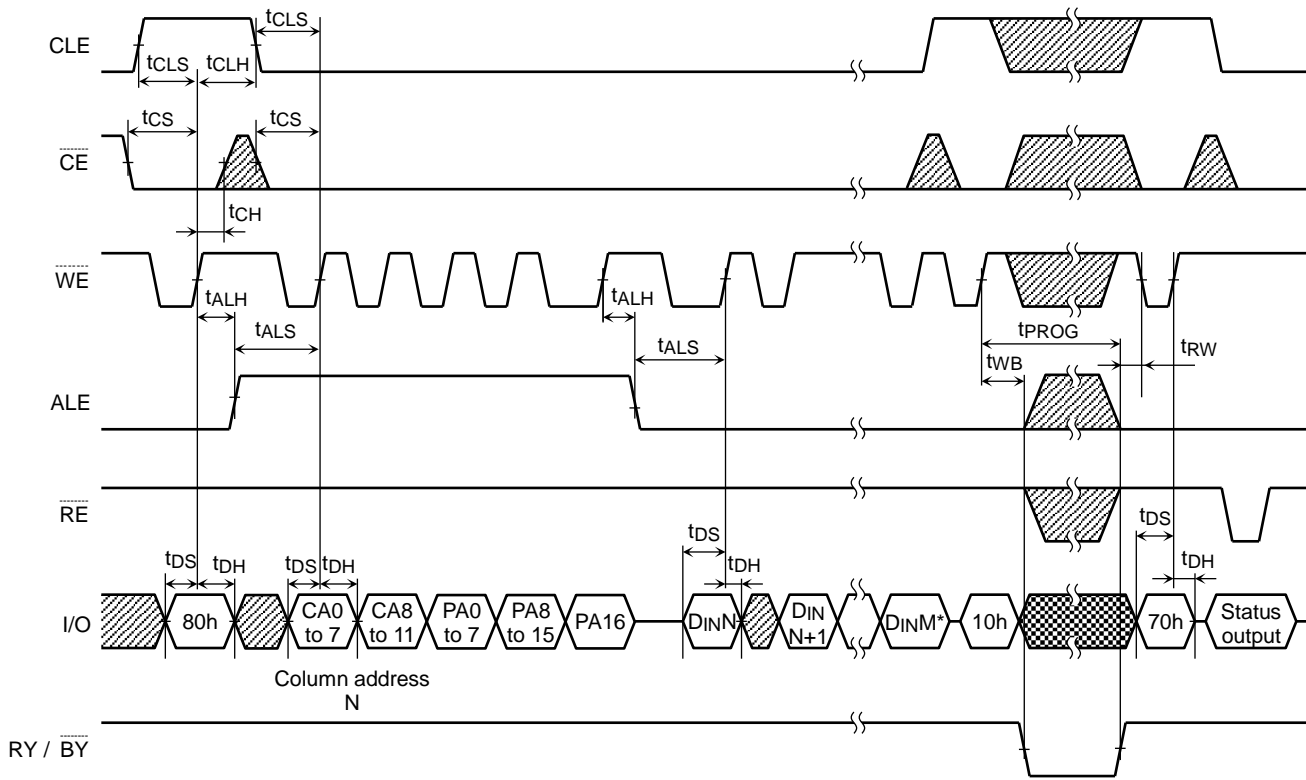 tCLS
CLE
tCLS tCLH
tCS tCS
CE
tCH
WE
tALH tALH
tALS tPROG
tALS tWB tRW
ALE
RE
tDS tDH tDS tDH tDS tDH tDS tDH
I/O 80h CA0 to 7 CA8 to 11 PA0 to 7 PA8 to 15 PA16 DINN DIN N+1 DINM* 10h 70h Status output
Column address
N
RY / BY